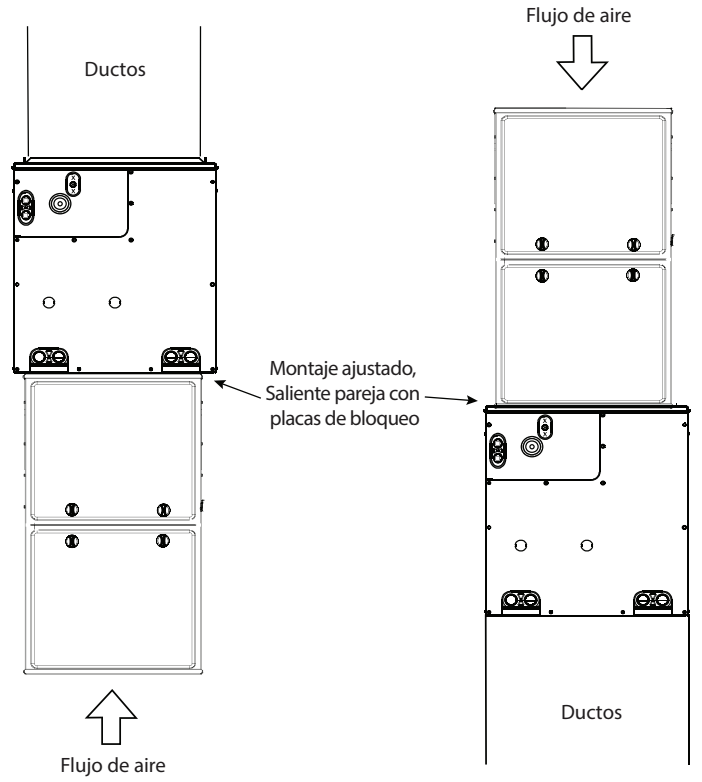 Flujo de aire
Ductos
Montaje ajustado,
Saliente pareja con
placas de bloqueo
Ductos
Flujo de aire